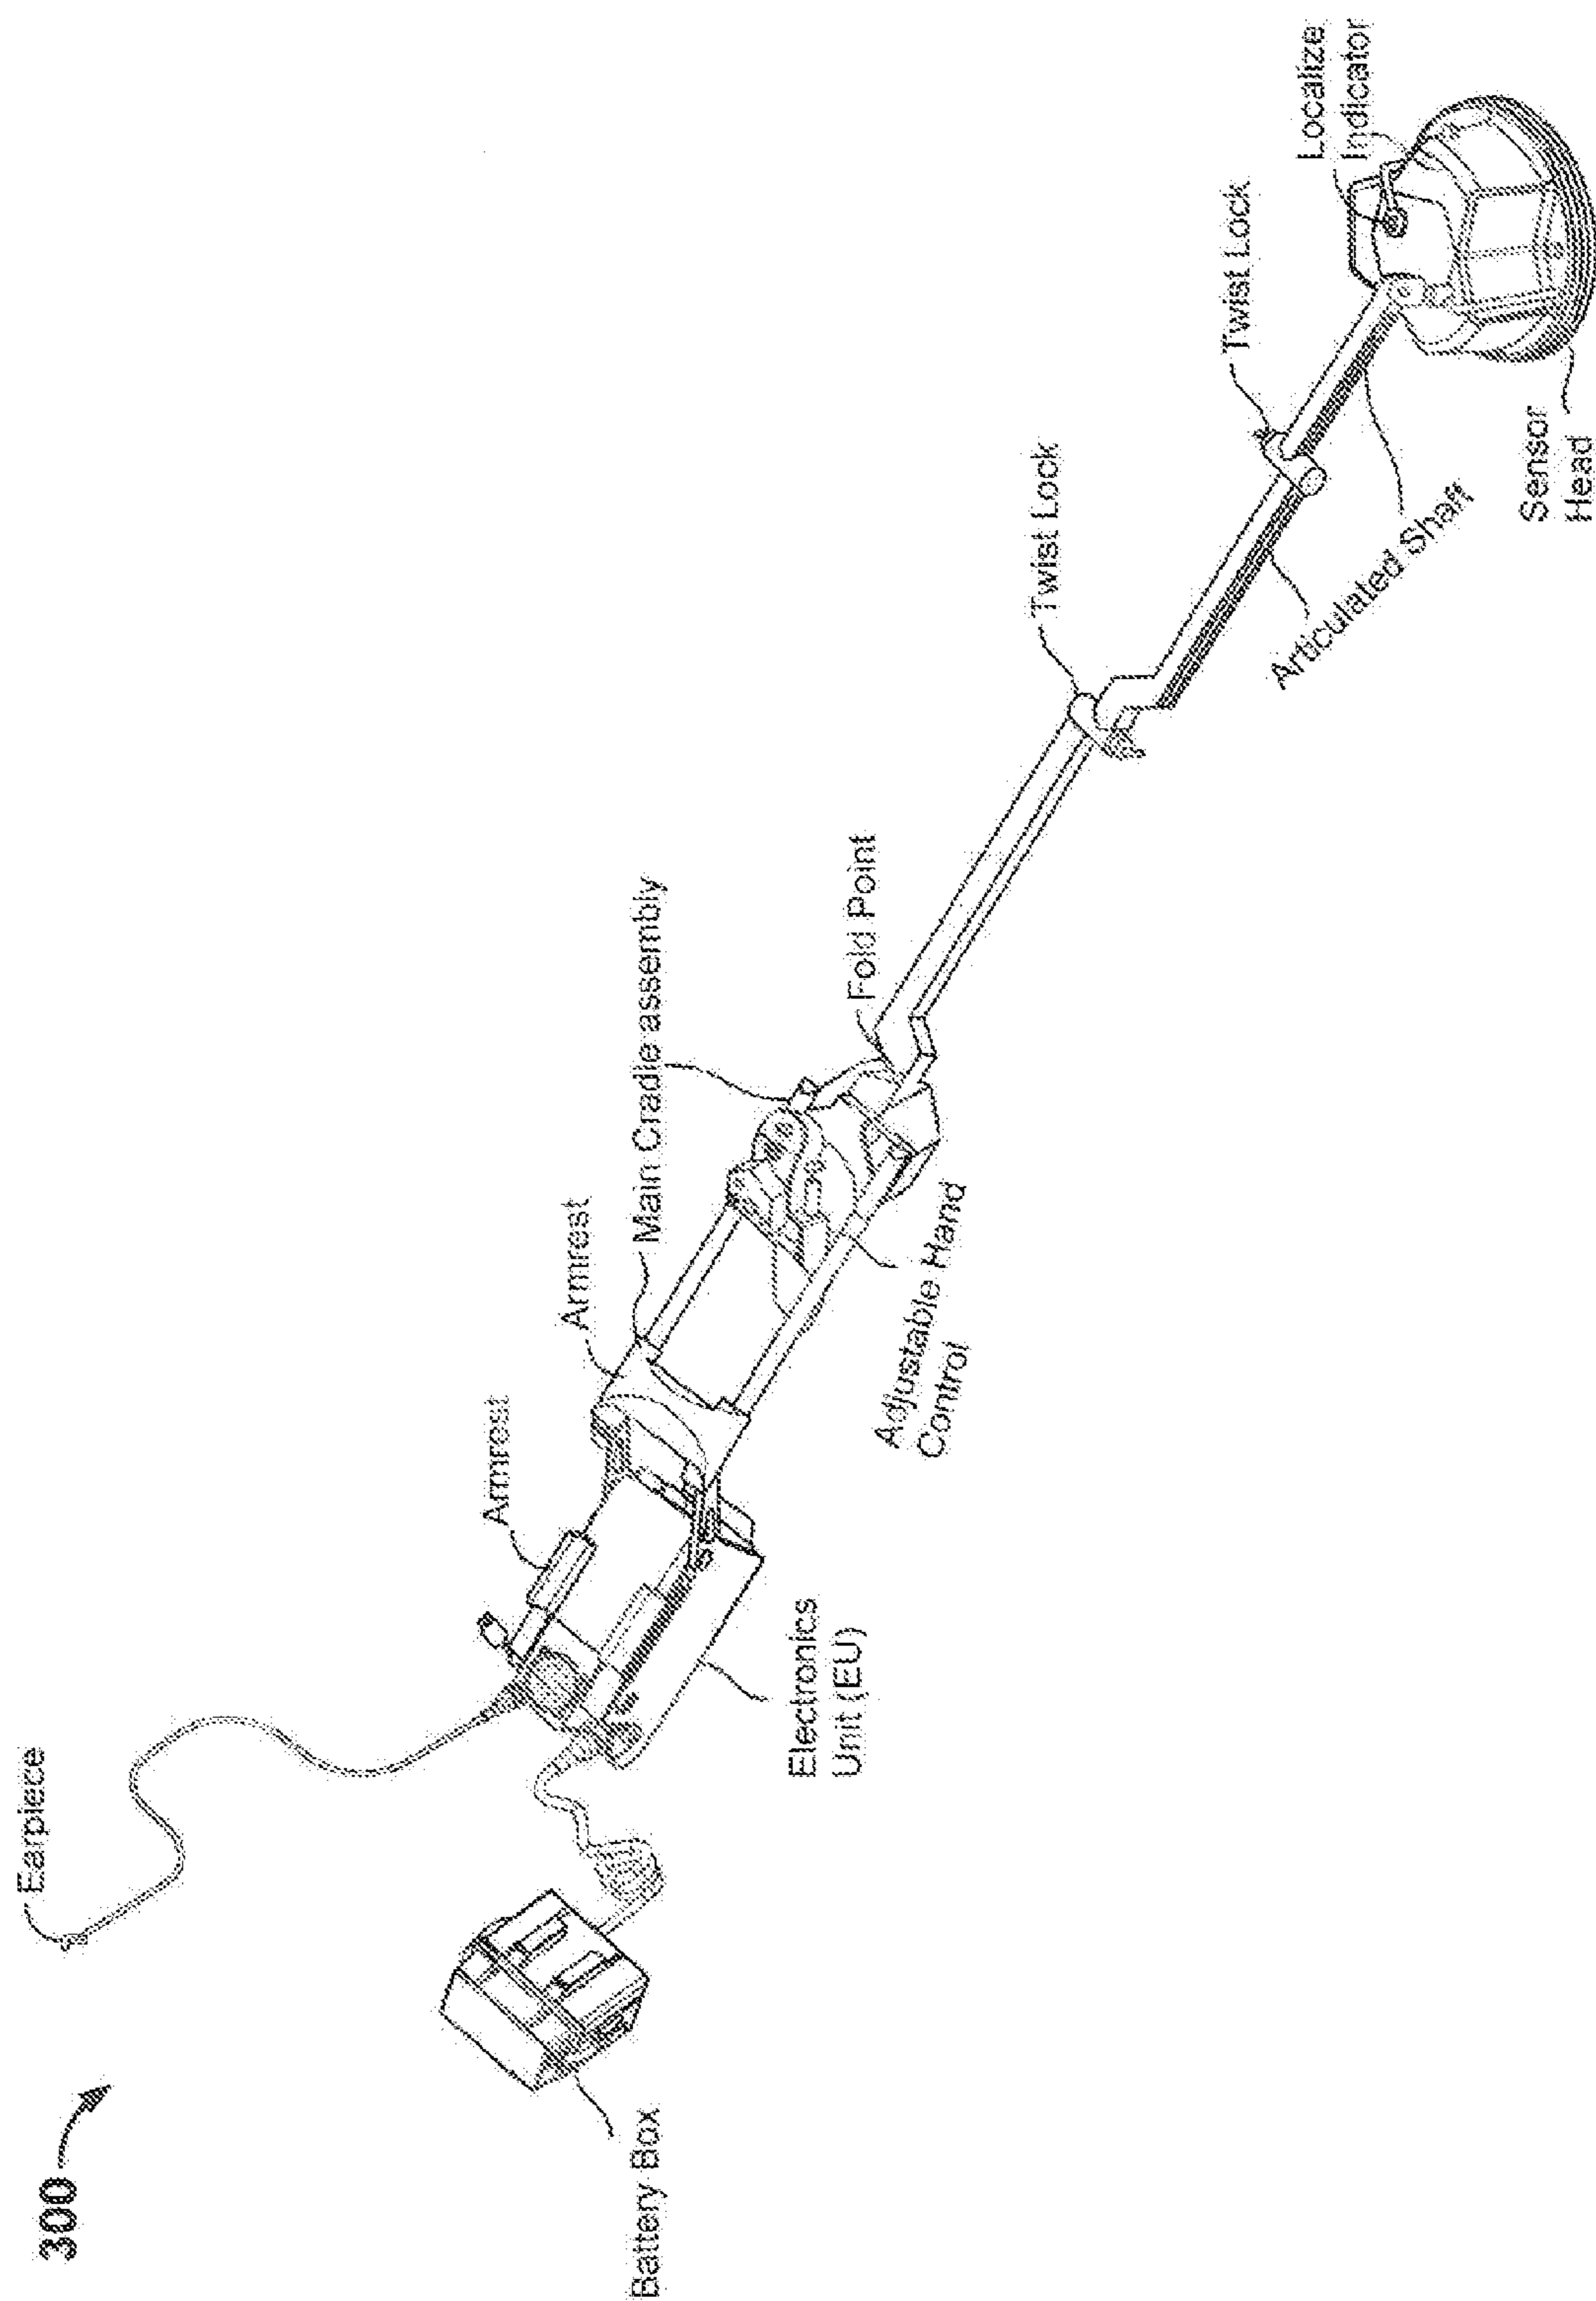 300
Earpiece
Battery Box
Electronics
Unit (EU)
Armrest
Armrest
Main Cradle assembly
Adjustable Hand
Control
Fold Point
Twist Lock
Twist Lock
Articulated Shaft
Localize
Indicator
Sensor
Head